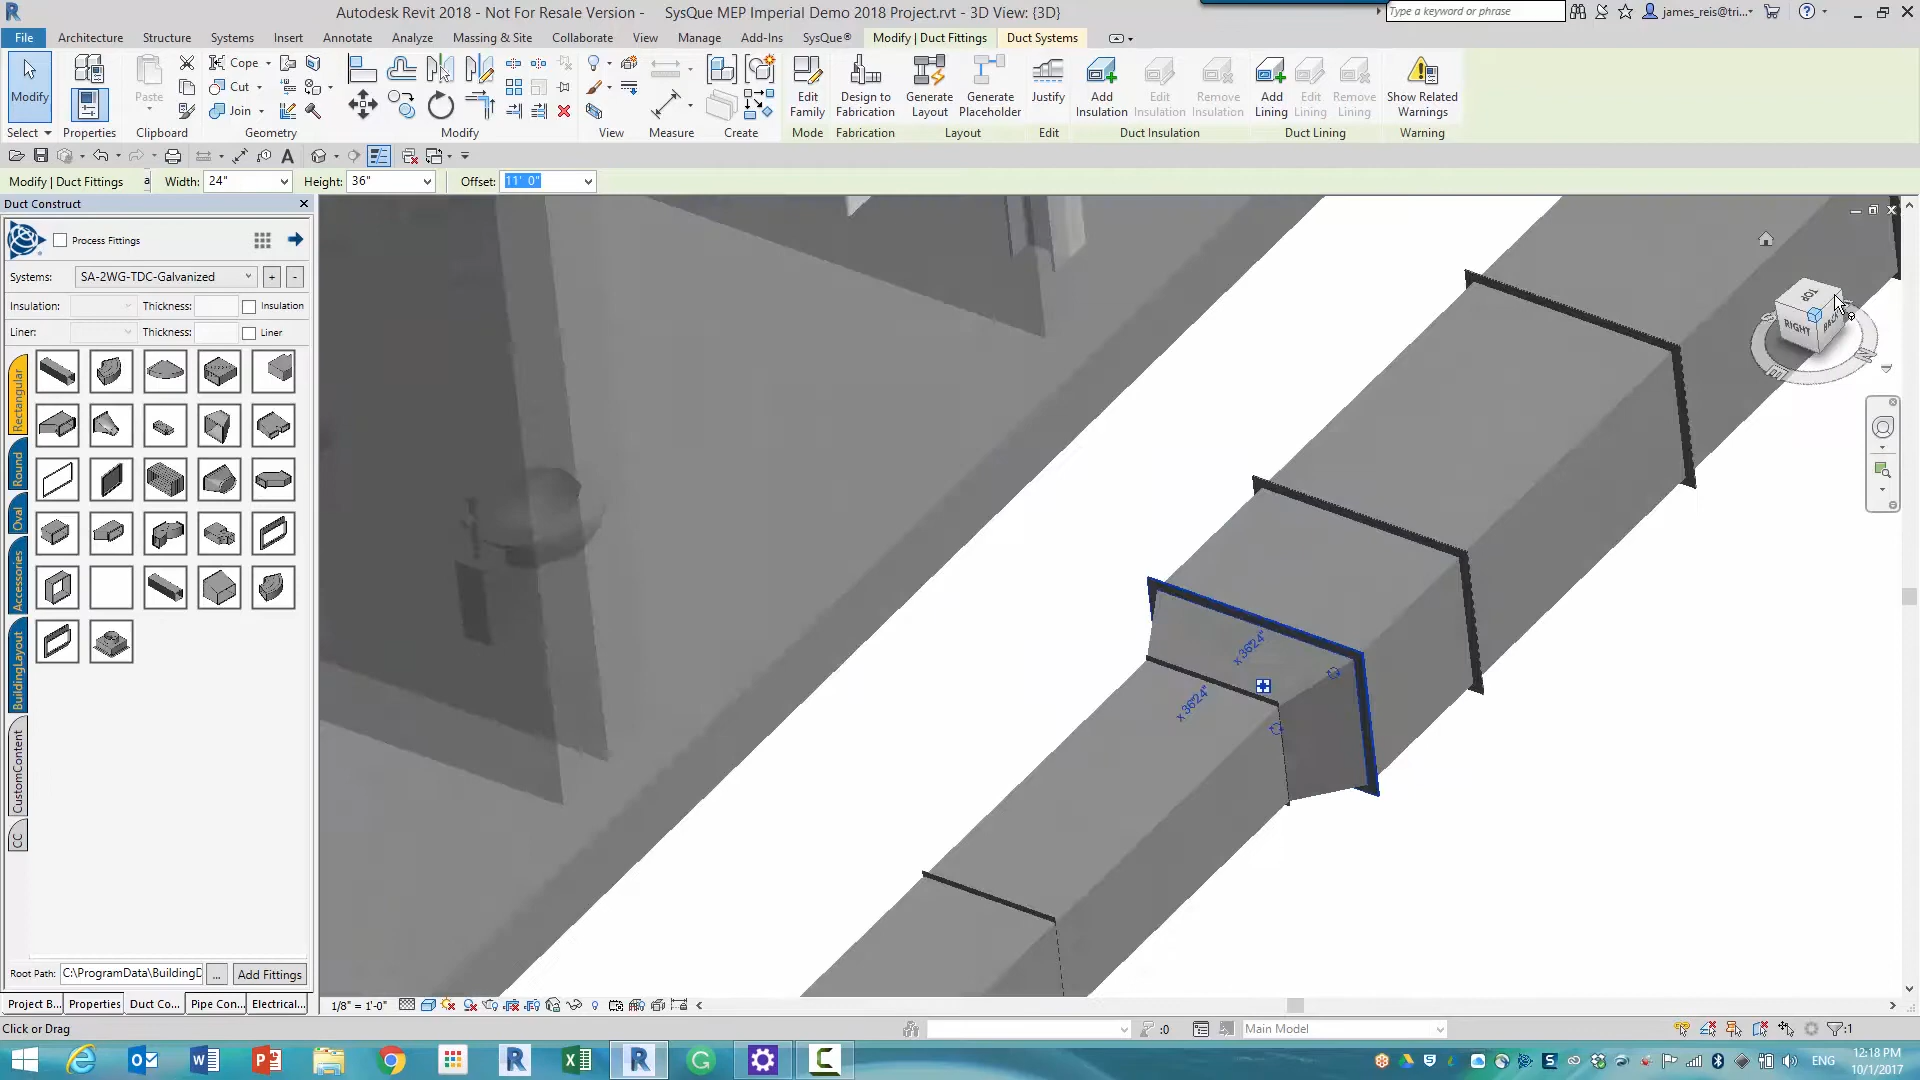 Autodesk Revit 2018 - Not For Resale Version - SysQue MEP Imperial Demo 2018 Project.rvt - 3D View: {3D}
Type a keyword or phrase
james_reis@tri...
File Architecture Structure Systems Insert Annotate Analyze Massing & Site Collaborate View Manage Add-Ins SysQue® Modify | Duct Fittings Duct Systems
Modify Paste Cope Cut Join Edit Family Design to Fabrication Generate Layout Generate Placeholder Justify Add Insulation Edit Insulation Remove Insulation Add Lining Edit Lining Remove Lining Show Related Warnings
Select Properties Clipboard Geometry Modify View Measure Create Mode Fabrication Layout Edit Duct Insulation Duct Lining Warning
Modify | Duct Fittings Width: 24" Height: 36" Offset: 11' 0"
Duct Construct
Process Fittings
Systems: SA-2WG-TDC-Galvanized + -
Insulation: Thickness: Insulation
Liner: Thickness: Liner
Rectangular
Round
Oval
Accessories
BuildingLayout
CustomContent
CC
TOP
RIGHT
BACK
N
E
x 36"24"
x 36"24"
Root Path: C:\ProgramData\BuildingD ... Add Fittings
Project B... Properties Duct Co... Pipe Con... Electrical...
1/8" = 1'-0"
Click or Drag :0 Main Model :1
ENG
12:18 PM
10/1/2017